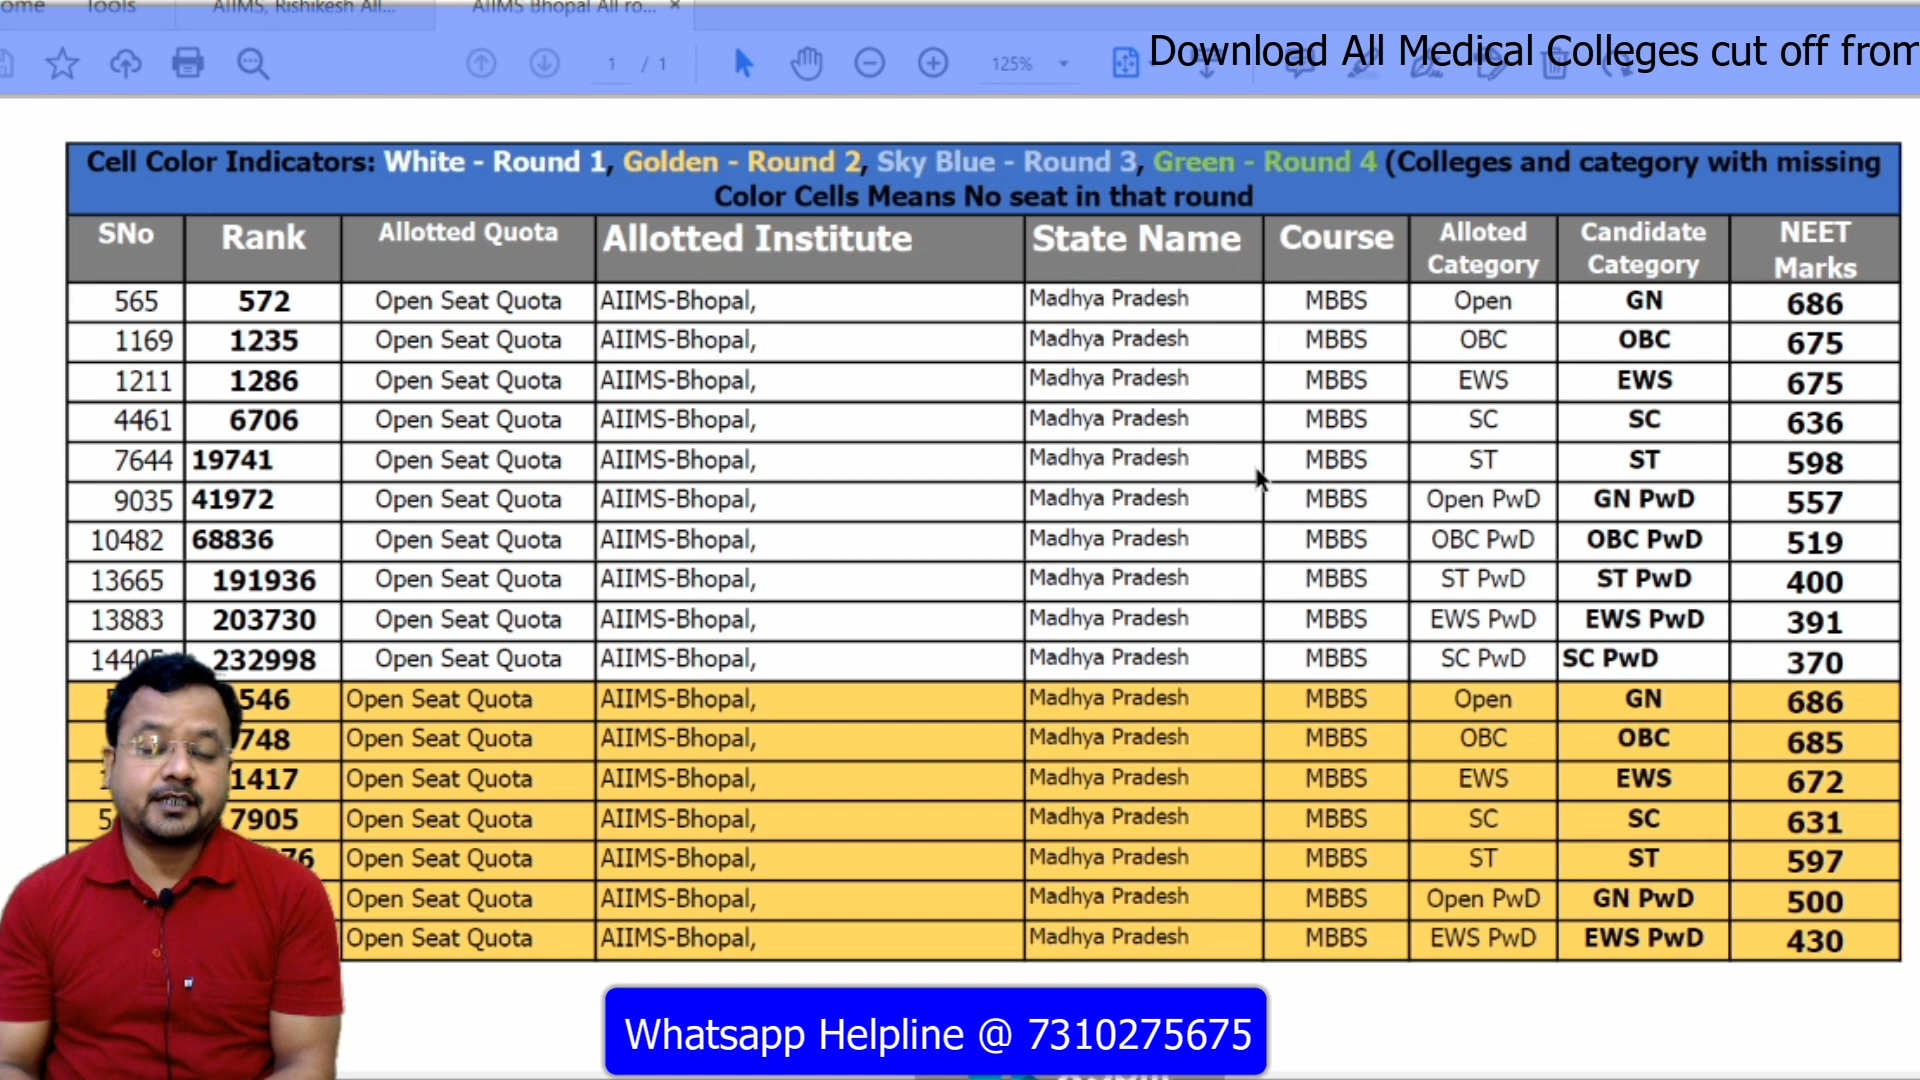 Tools
AIIMS, Rishikesh All...
AIIMS Bhopal All ro... ×
Download All Medical Colleges cut off from
1 / 1
125%
Cell Color Indicators: White - Round 1, Golden - Round 2, Sky Blue - Round 3, Green - Round 4 (Colleges and category with missing
Color Cells Means No seat in that round
SNo Rank Allotted Quota Allotted Institute State Name Course Alloted Category Candidate Category NEET Marks
565 572 Open Seat Quota AIIMS-Bhopal, Madhya Pradesh MBBS Open GN 686
1169 1235 Open Seat Quota AIIMS-Bhopal, Madhya Pradesh MBBS OBC OBC 675
1211 1286 Open Seat Quota AIIMS-Bhopal, Madhya Pradesh MBBS EWS EWS 675
4461 6706 Open Seat Quota AIIMS-Bhopal, Madhya Pradesh MBBS SC SC 636
7644 19741 Open Seat Quota AIIMS-Bhopal, Madhya Pradesh MBBS ST ST 598
9035 41972 Open Seat Quota AIIMS-Bhopal, Madhya Pradesh MBBS Open PwD GN PwD 557
10482 68836 Open Seat Quota AIIMS-Bhopal, Madhya Pradesh MBBS OBC PwD OBC PwD 519
13665 191936 Open Seat Quota AIIMS-Bhopal, Madhya Pradesh MBBS ST PwD ST PwD 400
13883 203730 Open Seat Quota AIIMS-Bhopal, Madhya Pradesh MBBS EWS PwD EWS PwD 391
232998 Open Seat Quota AIIMS-Bhopal, Madhya Pradesh MBBS SC PwD SC PwD 370
546 Open Seat Quota AIIMS-Bhopal, Madhya Pradesh MBBS Open GN 686
748 Open Seat Quota AIIMS-Bhopal, Madhya Pradesh MBBS OBC OBC 685
1417 Open Seat Quota AIIMS-Bhopal, Madhya Pradesh MBBS EWS EWS 672
7905 Open Seat Quota AIIMS-Bhopal, Madhya Pradesh MBBS SC SC 631
Open Seat Quota AIIMS-Bhopal, Madhya Pradesh MBBS ST ST 597
Open Seat Quota AIIMS-Bhopal, Madhya Pradesh MBBS Open PwD GN PwD 500
Open Seat Quota AIIMS-Bhopal, Madhya Pradesh MBBS EWS PwD EWS PwD 430
Whatsapp Helpline @ 7310275675